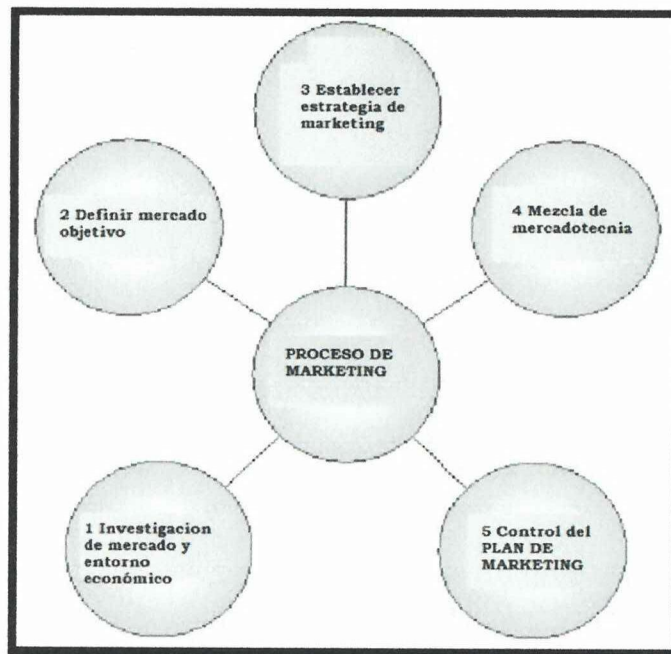 3 Establecer
estrategia de
marketing
2 Definir mercado
objetivo
4 Mezcla de
mercadotecnia
PROCESO DE
MARKETING
1 Investigacion
de mercado y
entorno
económico
5 Control del
PLAN DE
MARKETING